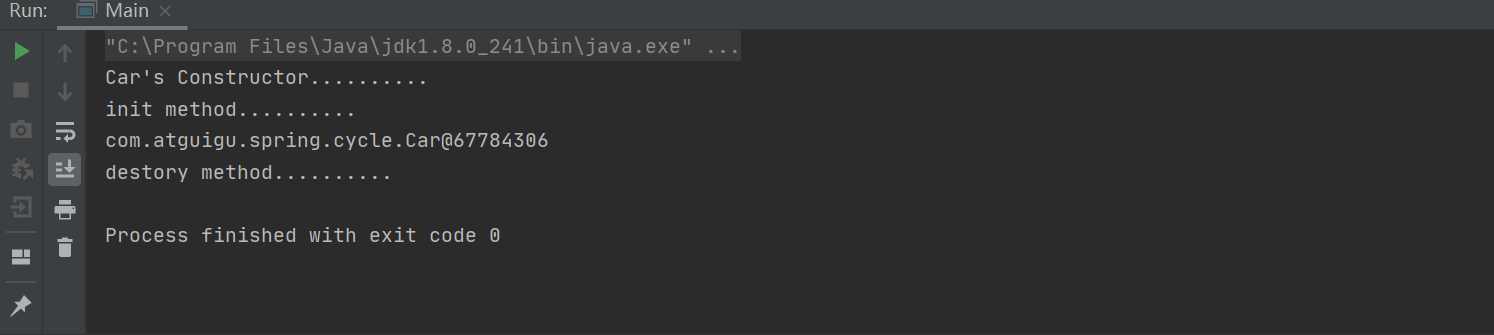 Run: Main
"C:\Program Files\Java\jdk1.8.0_241\bin\java.exe" ...
Car's Constructor..........
init method..........
com.atguigu.spring.cycle.Car@67784306
destory method..........
Process finished with exit code 0